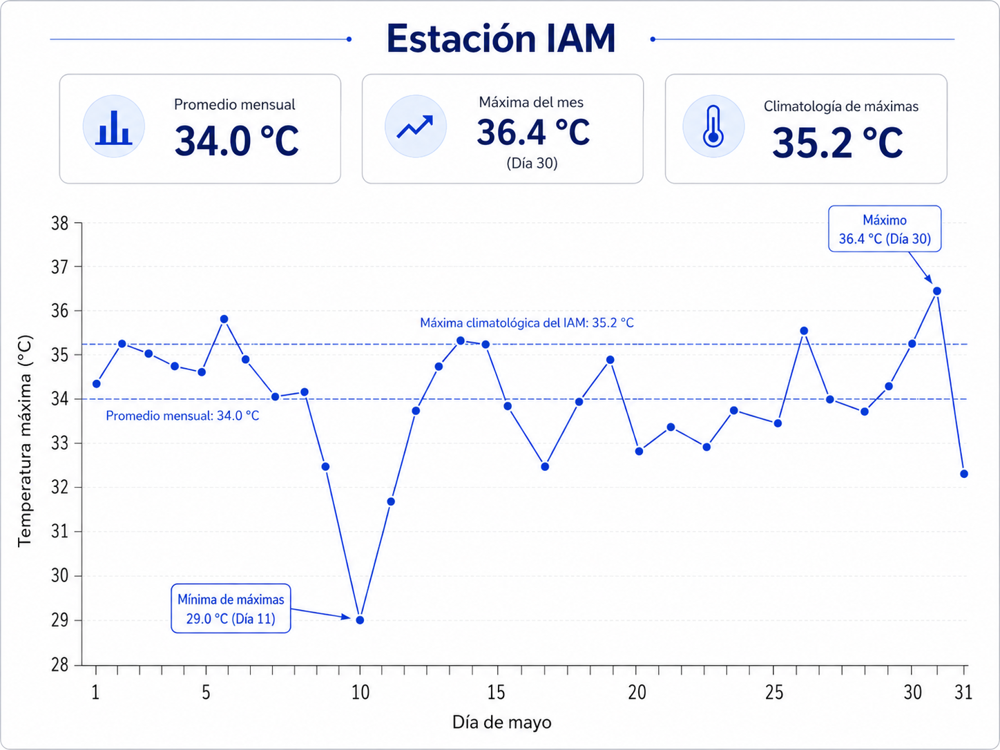 Estación IAM
Promedio mensual
34.0 °C
Máxima del mes
36.4 °C
(Día 30)
Climatología de máximas
35.2 °C
Máximo
36.4 °C (Día 30)
Máxima climatológica del IAM: 35.2 °C
Promedio mensual: 34.0 °C
Mínima de máximas
29.0 °C (Día 11)
Temperatura máxima (°C)
38
37
36
35
34
33
32
31
30
29
28
1 5 10 15 20 25 30 31
Día de mayo